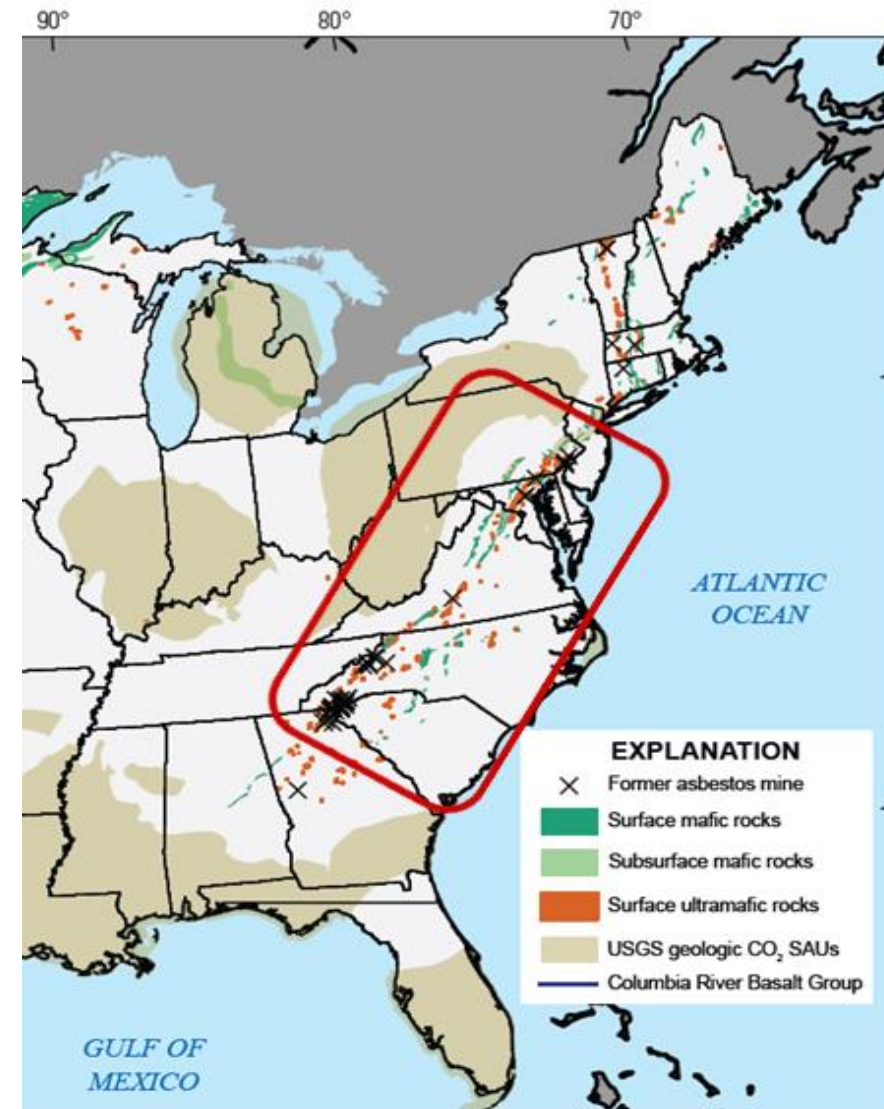 90° 80° 70°
ATLANTIC
OCEAN
EXPLANATION
Former asbestos mine
Surface mafic rocks
Subsurface mafic rocks
Surface ultramafic rocks
USGS geologic CO₂ SAUs
Columbia River Basalt Group
GULF OF
MEXICO